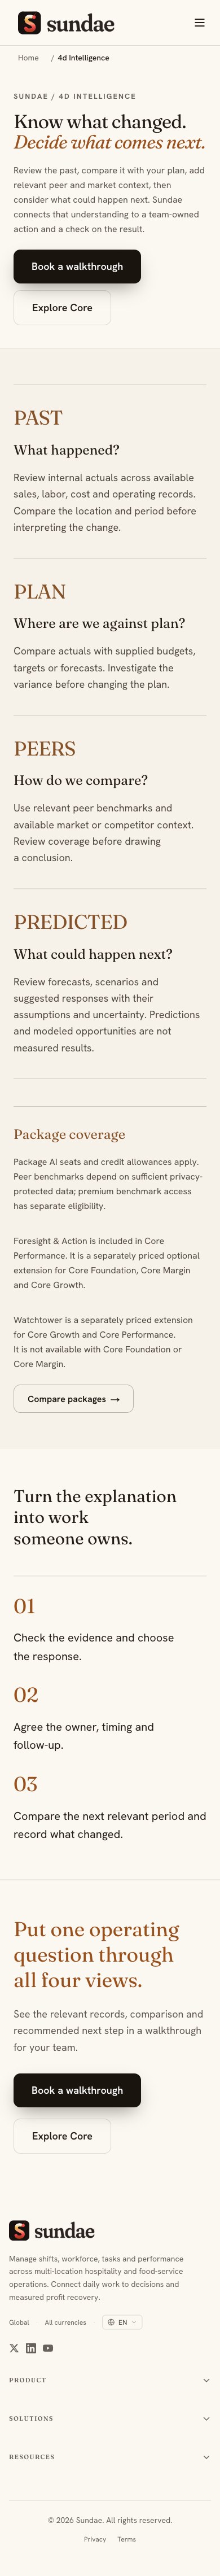 sundae
Home / 4d Intelligence
SUNDAE / 4D INTELLIGENCE
Know what changed.
Decide what comes next.
Review the past, compare it with your plan, add
relevant peer and market context, then
consider what could happen next. Sundae
connects that understanding to a team-owned
action and a check on the result.
Book a walkthrough
Explore Core
PAST
What happened?
Review internal actuals across available
sales, labor, cost and operating records.
Compare the location and period before
interpreting the change.
PLAN
Where are we against plan?
Compare actuals with supplied budgets,
targets or forecasts. Investigate the
variance before changing the plan.
PEERS
How do we compare?
Use relevant peer benchmarks and
available market or competitor context.
Review coverage before drawing
a conclusion.
PREDICTED
What could happen next?
Review forecasts, scenarios and
suggested responses with their
assumptions and uncertainty. Predictions
and modeled opportunities are not
measured results.
Package coverage
Package AI seats and credit allowances apply.
Peer benchmarks depend on sufficient privacy-
protected data; premium benchmark access
has separate eligibility.
Foresight & Action is included in Core
Performance. It is a separately priced optional
extension for Core Foundation, Core Margin
and Core Growth.
Watchtower is a separately priced extension
for Core Growth and Core Performance.
It is not available with Core Foundation or
Core Margin.
Compare packages →
Turn the explanation
into work
someone owns.
01
Check the evidence and choose
the response.
02
Agree the owner, timing and
follow-up.
03
Compare the next relevant period and
record what changed.
Put one operating
question through
all four views.
See the relevant records, comparison and
recommended next step in a walkthrough
for your team.
Book a walkthrough
Explore Core
sundae
Manage shifts, workforce, tasks and performance
across multi-location hospitality and food-service
operations. Connect daily work to decisions and
measured profit recovery.
Global All currencies EN
PRODUCT
SOLUTIONS
RESOURCES
© 2026 Sundae. All rights reserved.
Privacy Terms